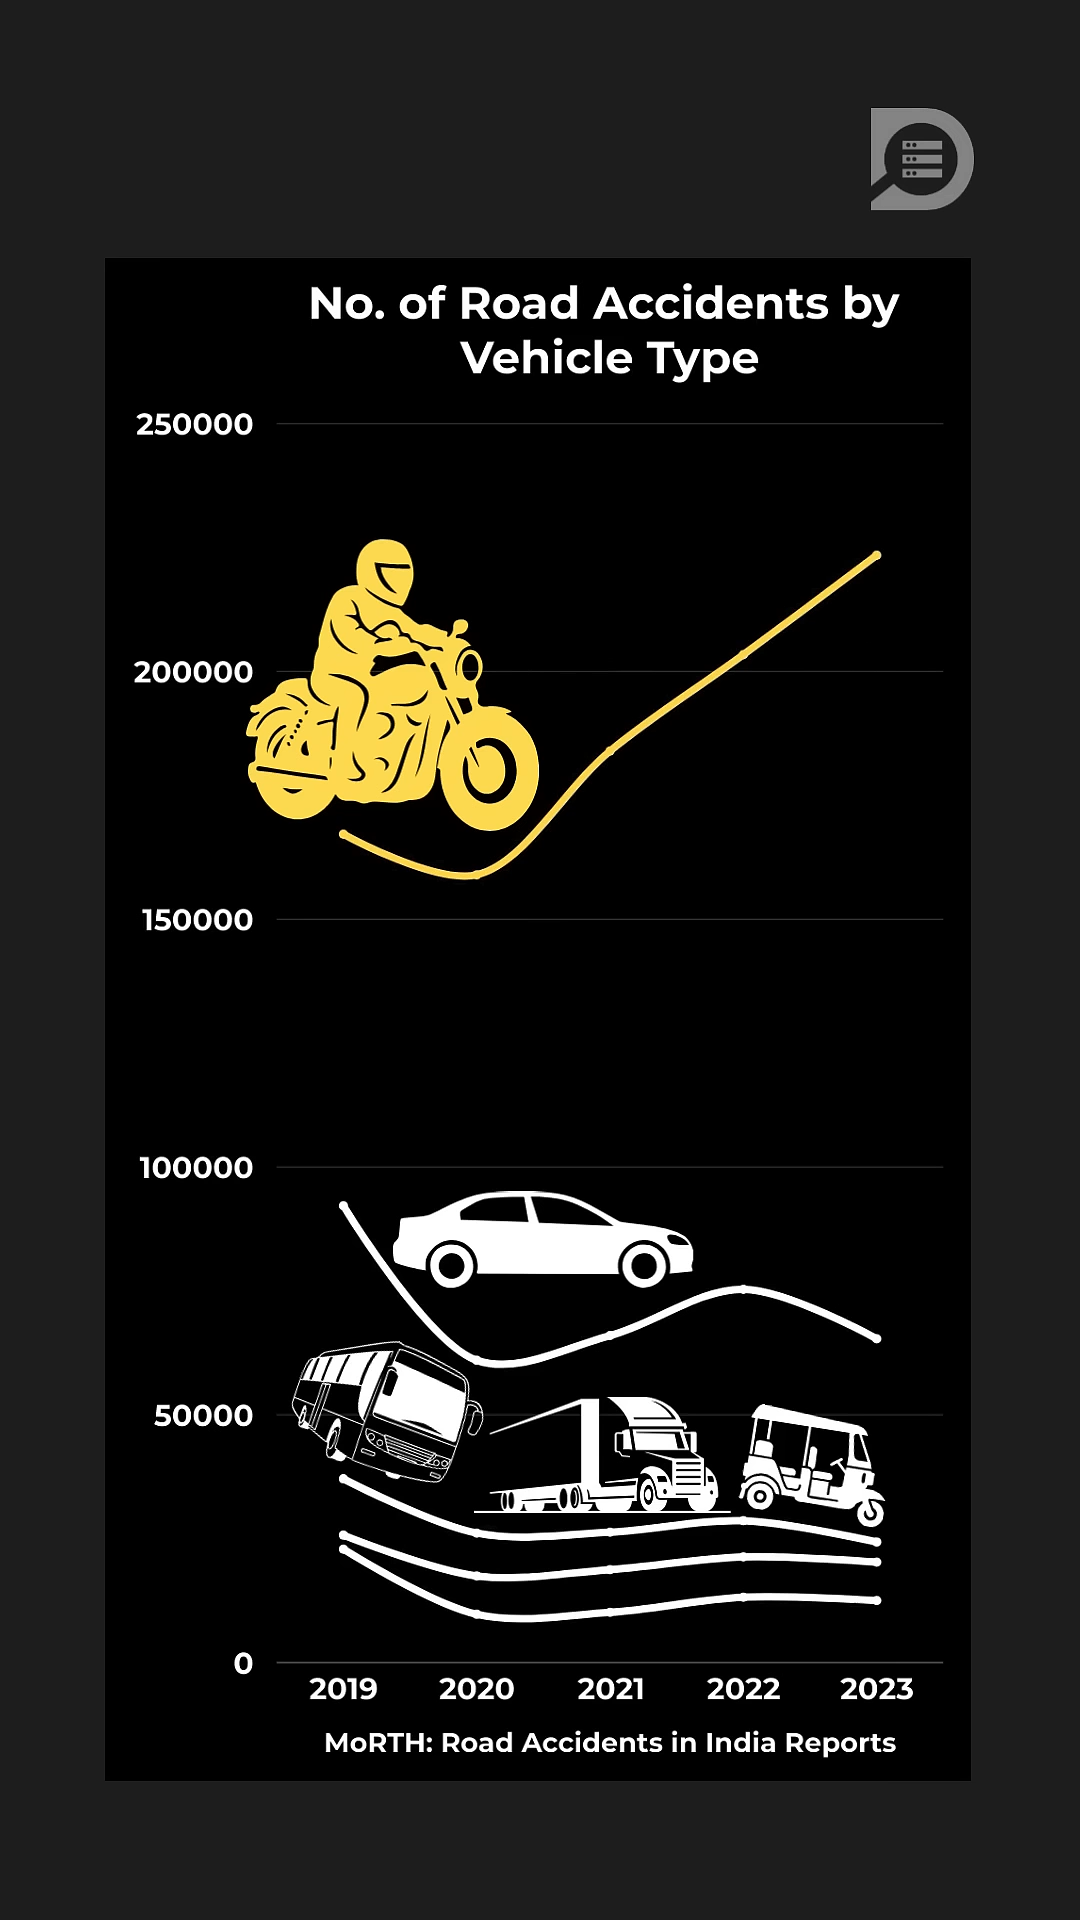 No. of Road Accidents by
Vehicle Type
250000
200000
150000
100000
50000
0
2019 2020 2021 2022 2023
MoRTH: Road Accidents in India Reports